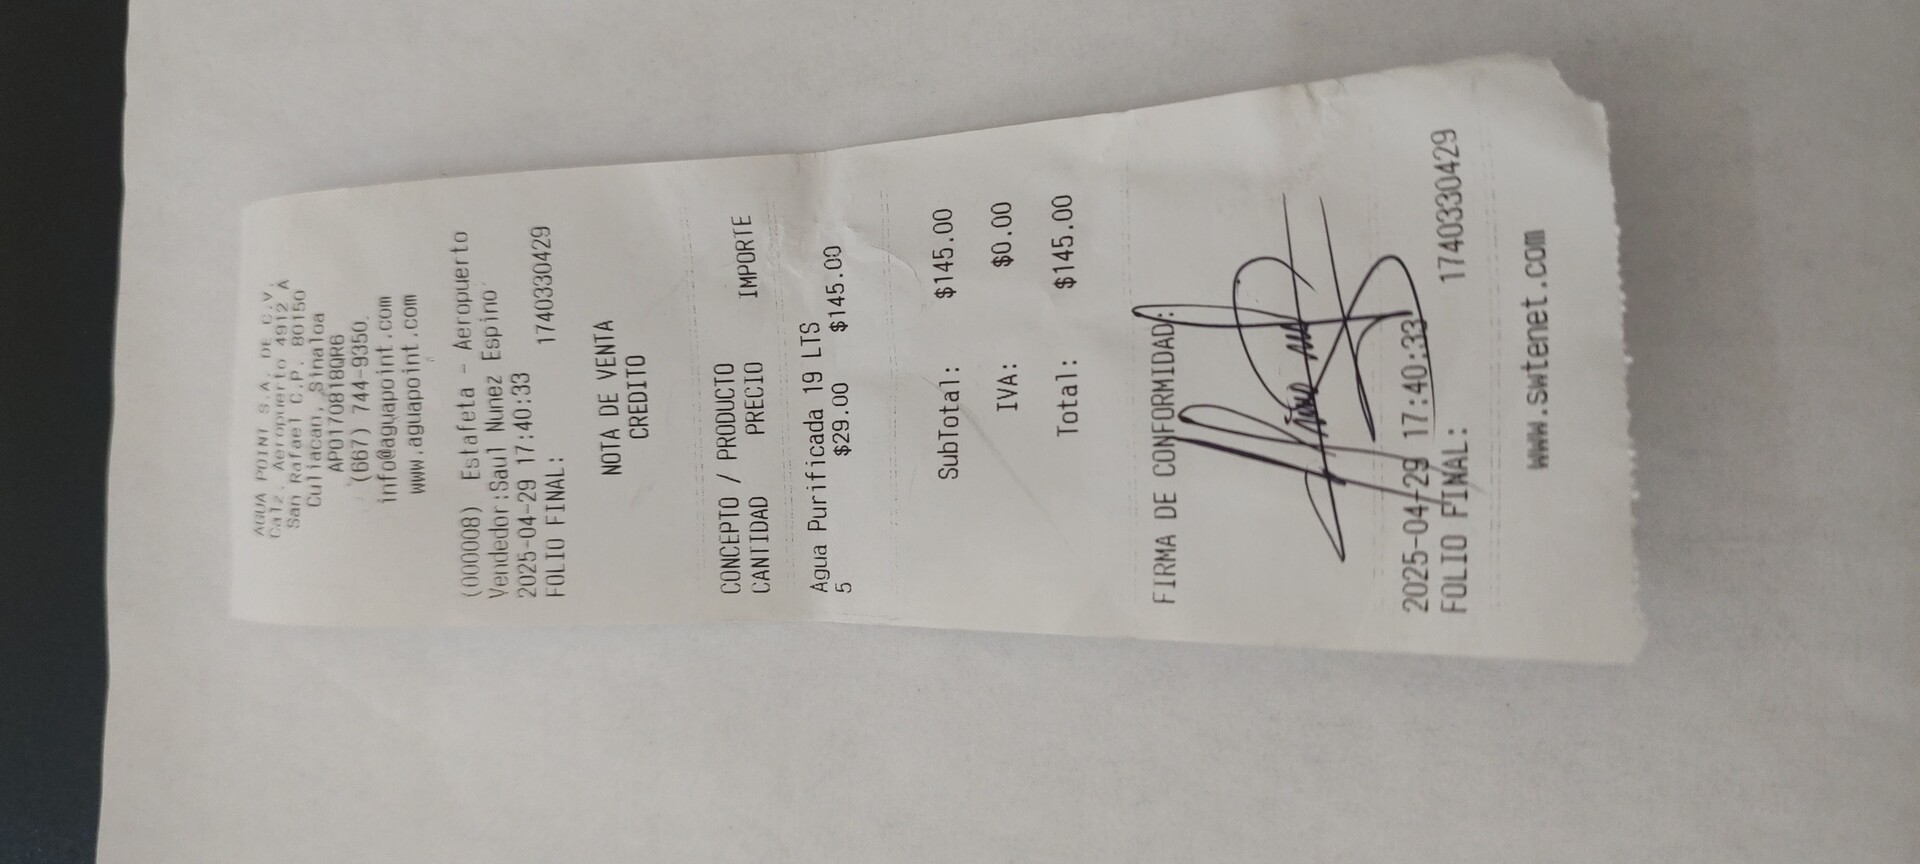 AGUA POINT S.A. DE C.V.
Calz. Aeropuerto 4912 A
San Rafael C.P. 80150
Culiacan, Sinaloa
APO170818QR6
(667) 744-9350.
info@aguapoint.com
www.aguapoint.com
(000008) Estafeta - Aeropuerto
Vendedor:Saul Nunez Espino
2025-04-29 17:40:33
FOLIO FINAL: 1740330429
NOTA DE VENTA
CREDITO
CONCEPTO / PRODUCTO
CANTIDAD PRECIO IMPORTE
Agua Purificada 19 LTS
5 $29.00 $145.00
SubTotal: $145.00
IVA: $0.00
Total: $145.00
FIRMA DE CONFORMIDAD:
2025-04-29 17:40:33
FOLIO FINAL: 1740330429
www.swtenet.com